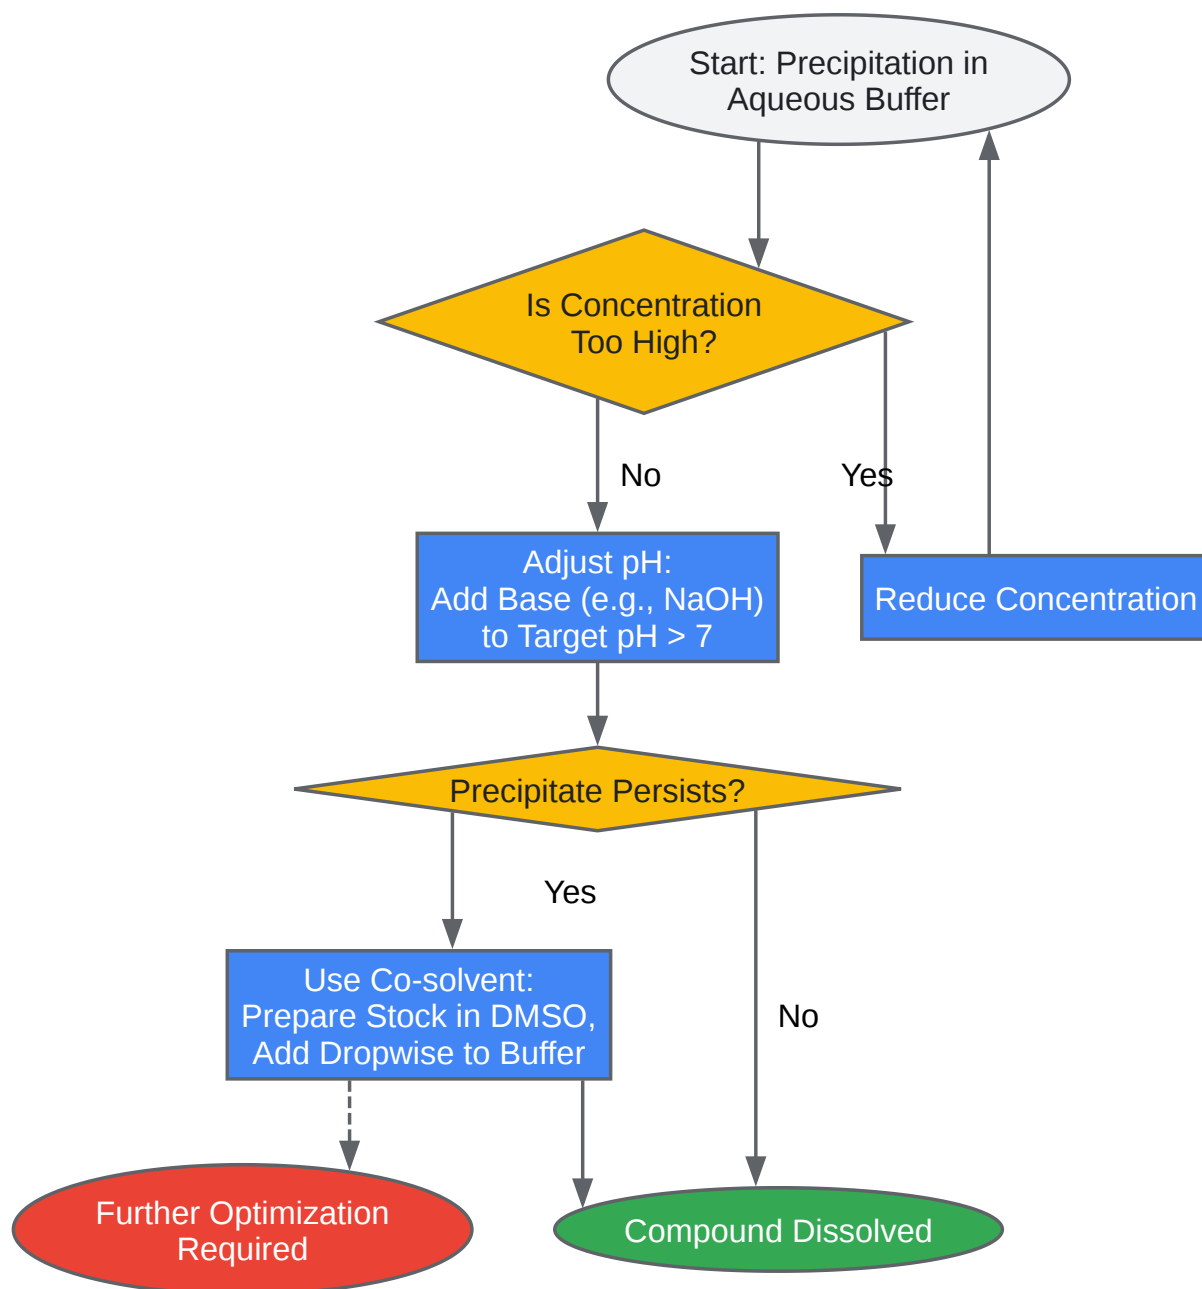 Start: Precipitation in
Aqueous Buffer
Is Concentration
Too High?
No
Yes
Adjust pH:
Add Base (e.g., NaOH)
to Target pH > 7
Reduce Concentration
Precipitate Persists?
Yes
No
Use Co-solvent:
Prepare Stock in DMSO,
Add Dropwise to Buffer
Further Optimization
Required
Compound Dissolved